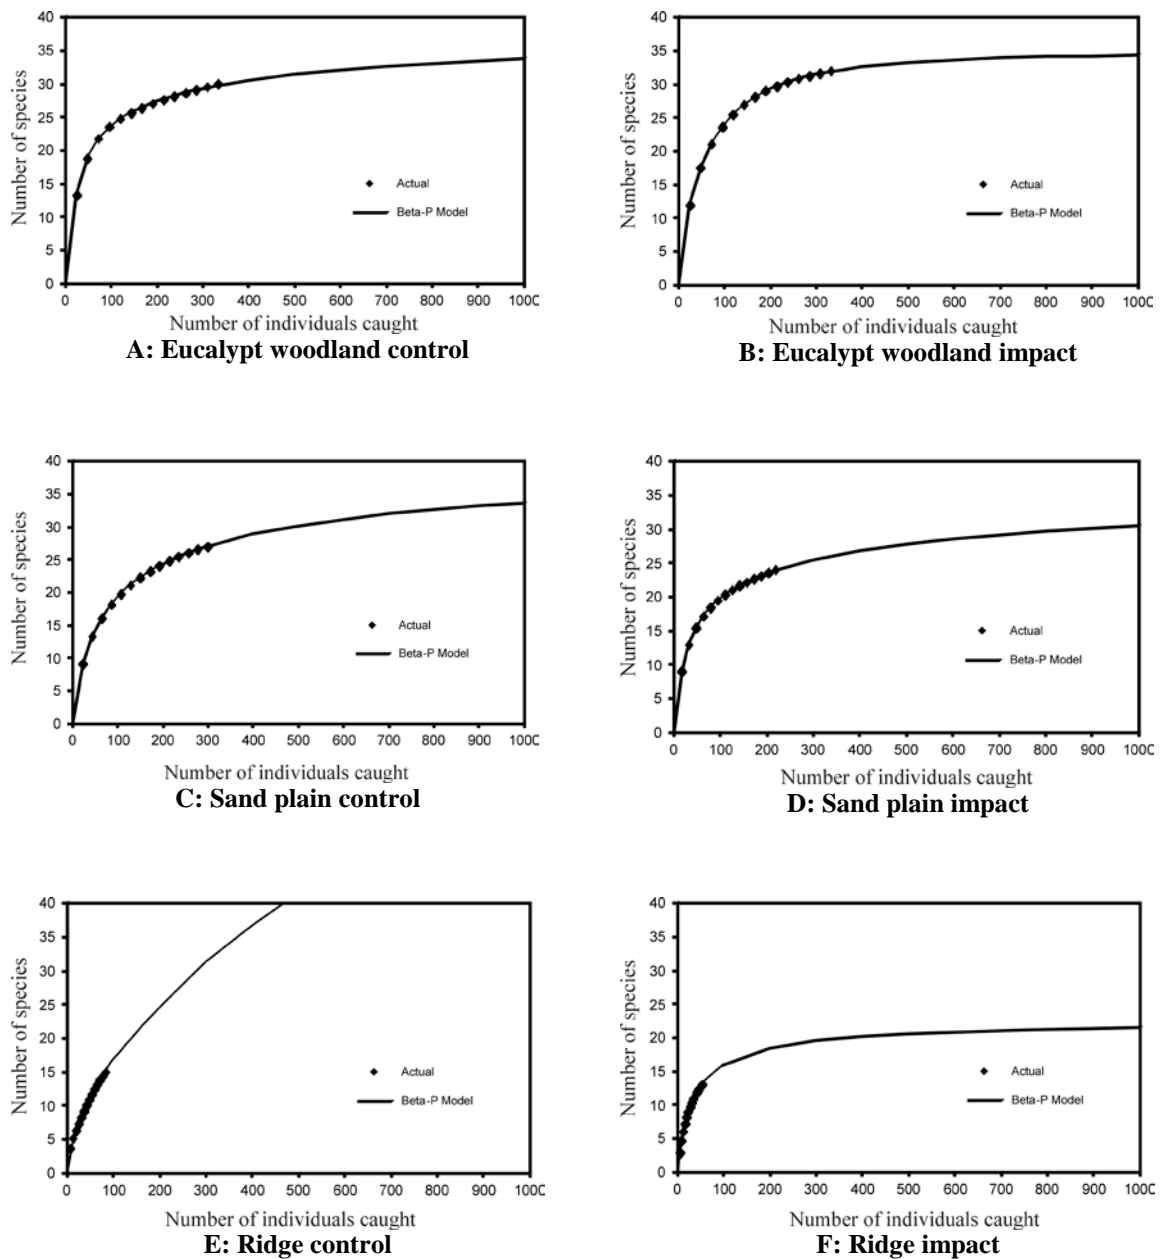 40
35
30
25
20
15
10
5
0
Number of species
Actual
Beta-P Model
0 100 200 300 400 500 600 700 800 900 1000
Number of individuals caught
A: Eucalypt woodland control
40
35
30
25
20
15
10
5
0
Number of species
Actual
Beta-P Model
0 100 200 300 400 500 600 700 800 900 1000
Number of individuals caught
B: Eucalypt woodland impact
40
35
30
25
20
15
10
5
0
Number of species
Actual
Beta-P Model
0 100 200 300 400 500 600 700 800 900 1000
Number of individuals caught
C: Sand plain control
40
35
30
25
20
15
10
5
0
Number of species
Actual
Beta-P Model
0 100 200 300 400 500 600 700 800 900 1000
Number of individuals caught
D: Sand plain impact
40
35
30
25
20
15
10
5
0
Number of species
Actual
Beta-P Model
0 100 200 300 400 500 600 700 800 900 1000
Number of individuals caught
E: Ridge control
40
35
30
25
20
15
10
5
0
Number of species
Actual
Beta-P Model
0 100 200 300 400 500 600 700 800 900 1000
Number of individuals caught
F: Ridge impact